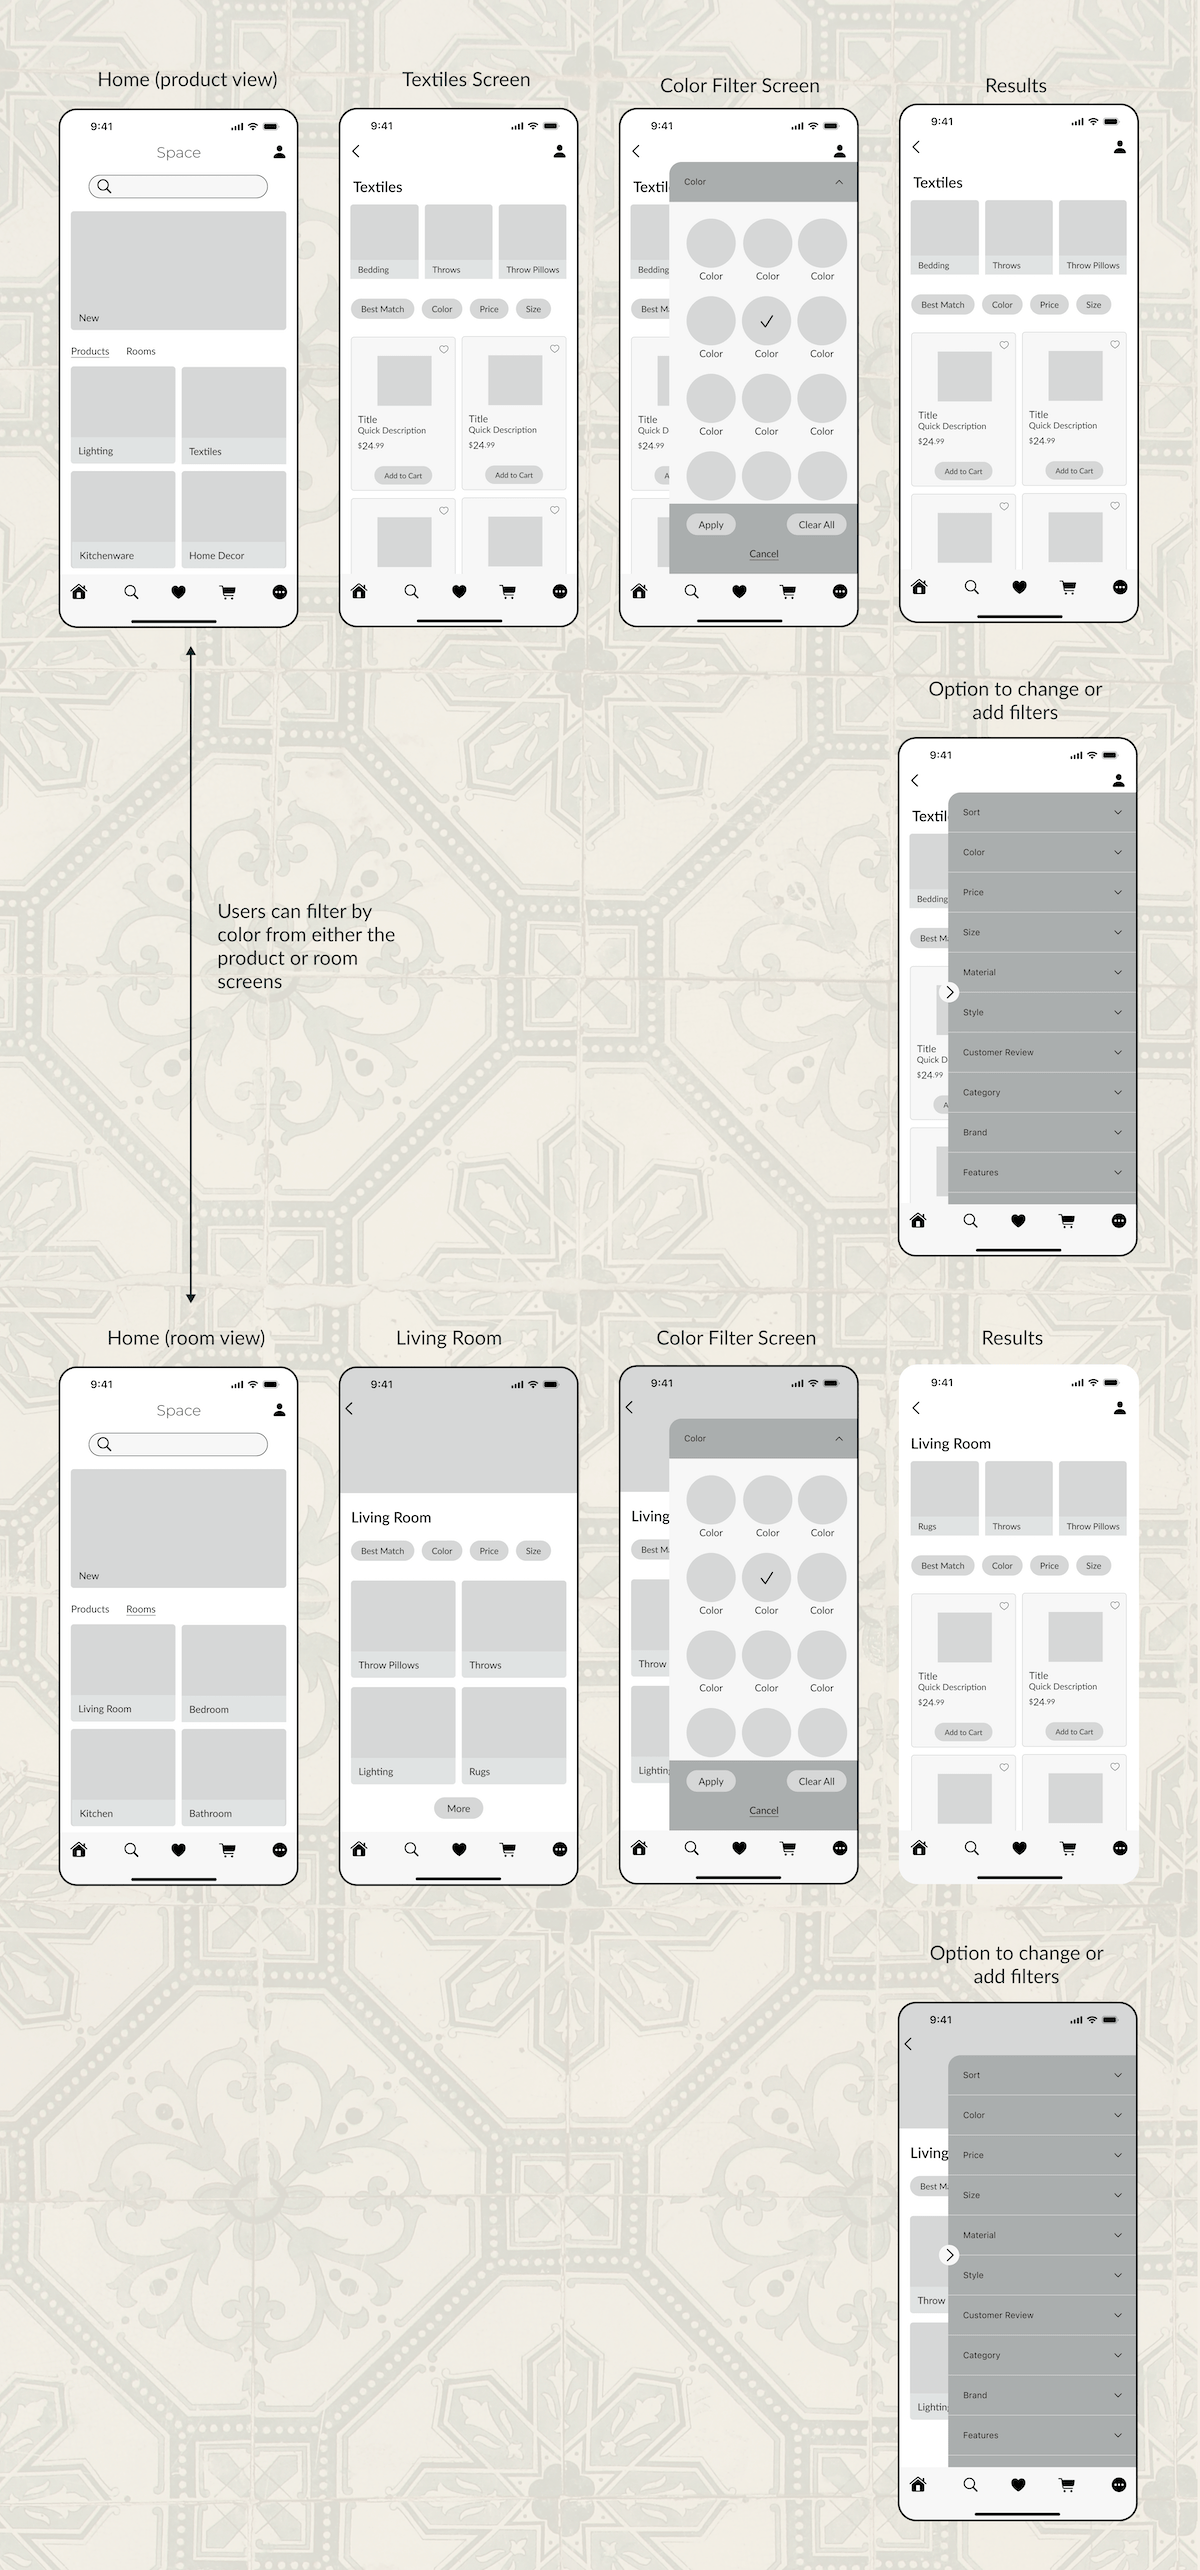 Home (product view)
Textiles Screen
Color Filter Screen
Results
9:41
Space
New
Products Rooms
Lighting
Textiles
Kitchenware
Home Decor
9:41
Textiles
Bedding
Throws
Throw Pillows
Best Match
Color
Price
Size
Title
Quick Description
$24.99
Add to Cart
Title
Quick Description
$24.99
Add to Cart
9:41
Textil
Bedding
Best M
Title
Quick D
$24.99
A
Color
Color Color Color
Color Color Color
Color Color Color
Apply
Clear All
Cancel
9:41
Textiles
Bedding
Throws
Throw Pillows
Best Match
Color
Price
Size
Title
Quick Description
$24.99
Add to Cart
Title
Quick Description
$24.99
Add to Cart
Option to change or
add filters
9:41
Textil
Bedding
Best M
Title
Quick D
$24.99
A
Sort
Color
Price
Size
Material
Style
Customer Review
Category
Brand
Features
Users can filter by
color from either the
product or room
screens
Home (room view)
Living Room
Color Filter Screen
Results
9:41
Space
New
Products Rooms
Living Room
Bedroom
Kitchen
Bathroom
9:41
Living Room
Best Match
Color
Price
Size
Throw Pillows
Throws
Lighting
Rugs
More
9:41
Living
Best M
Throw
Lighting
Color
Color Color Color
Color Color Color
Color Color Color
Apply
Clear All
Cancel
9:41
Living Room
Rugs
Throws
Throw Pillows
Best Match
Color
Price
Size
Title
Quick Description
$24.99
Add to Cart
Title
Quick Description
$24.99
Add to Cart
Option to change or
add filters
9:41
Living
Best M
Throw
Lighting
Sort
Color
Price
Size
Material
Style
Customer Review
Category
Brand
Features